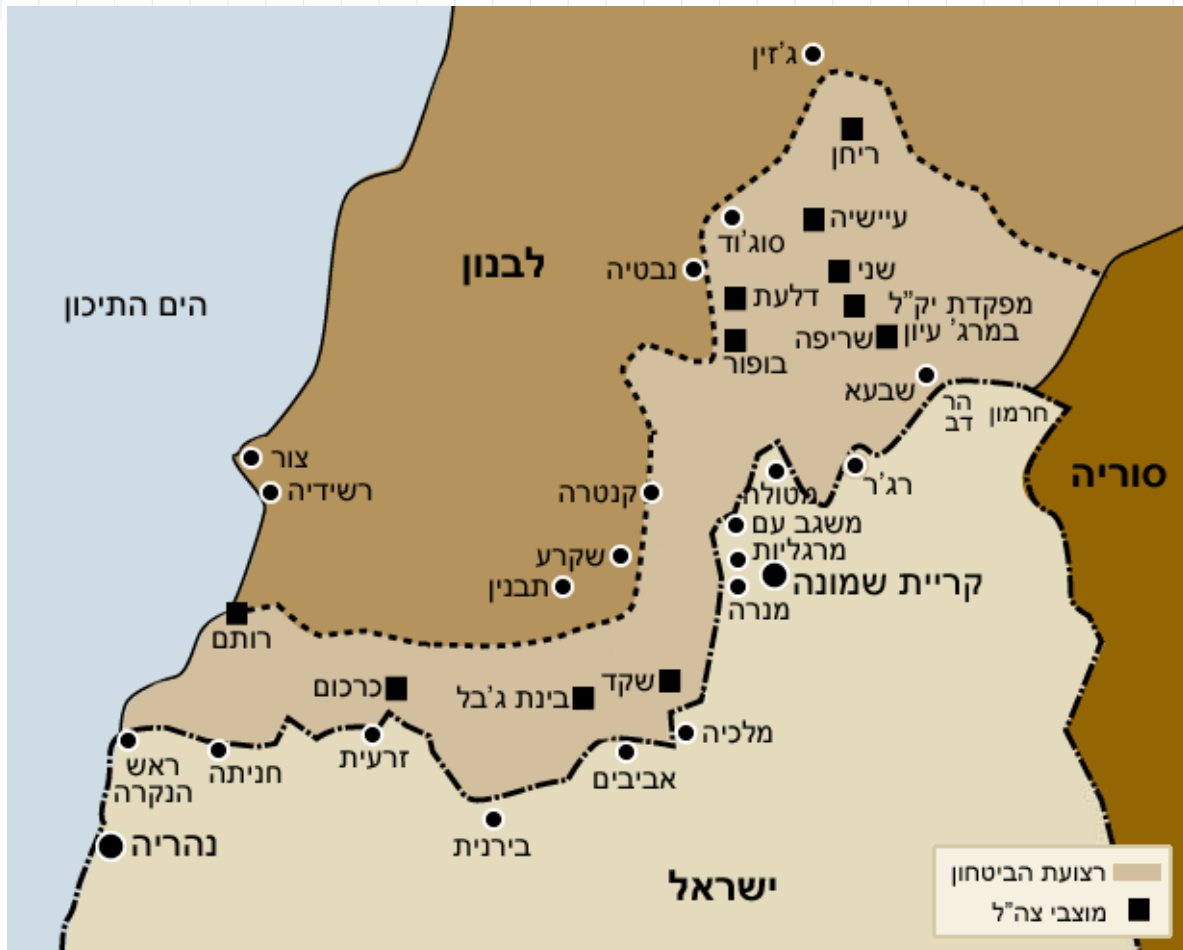 ג'זין
ריחן
עיישיה
סוג'וד
לבנון
נבטיה
שני
הים התיכון
דלעת
מפקדת יק"ל
במרג' עיון
שריפה
בופור
שבעא
הר
דב
חרמון
צור
רשידיה
קנטרה
מטולה
רג'ר
סוריה
משגב עם
מרגליות
שקרע
תבנין
קריית שמונה
מנרה
רותם
כרכום
בינת ג'בל
שקד
מלכיה
ראש
הנקרה
חניתה
זרעית
אביבים
נהריה
בירנית
ישראל
רצועת הביטחון
מוצבי צה"ל